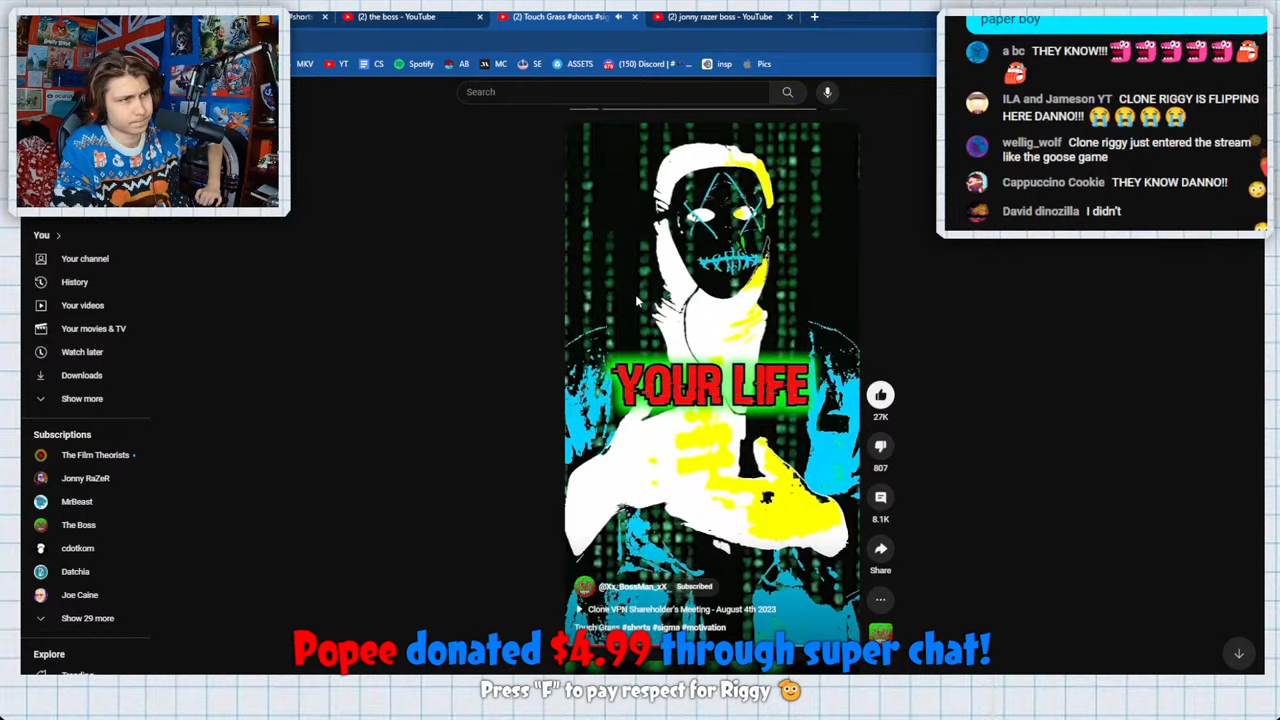 #shorts
(2) the boss - YouTube
(2) Touch Grass #shorts #sig
(2) jonny razer boss - YouTube
MKV
YT
CS
Spotify
AB
MC
SE
ASSETS
(150) Discord | #
insp
Pics
Search
paper boy
a bc THEY KNOW!!!
ILA and Jameson YT CLONE RIGGY IS FLIPPING
HERE DANNO!!! 😭 😭 😭 😭
wellig_wolf Clone riggy just entered the stream
like the goose game
Cappuccino Cookie THEY KNOW DANNO!!
David dinozilla I didn't
You
Your channel
History
Your videos
Your movies & TV
Watch later
Downloads
Show more
Subscriptions
The Film Theorists
Jonny RaZeR
MrBeast
The Boss
cdotkom
Datchia
Joe Caine
Show 29 more
Explore
YOUR LIFE
27K
807
8.1K
Share
@Xx_BossMan_xX Subscribed
Clone VPN Shareholder's Meeting - August 4th 2023
Touch Grass #shorts #sigma #motivation
Popee donated $4.99 through super chat!
Press "F" to pay respect for Riggy